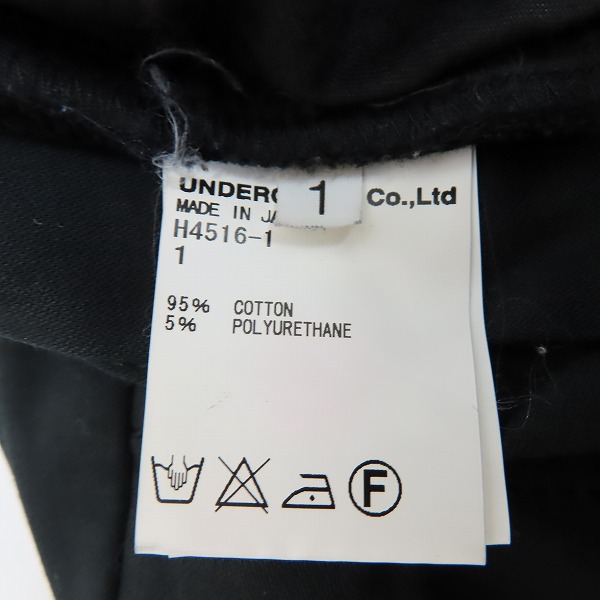 UNDERC 1 Co.,Ltd
MADE IN JA
H4516-1
1
95% COTTON
5% POLYURETHANE
F